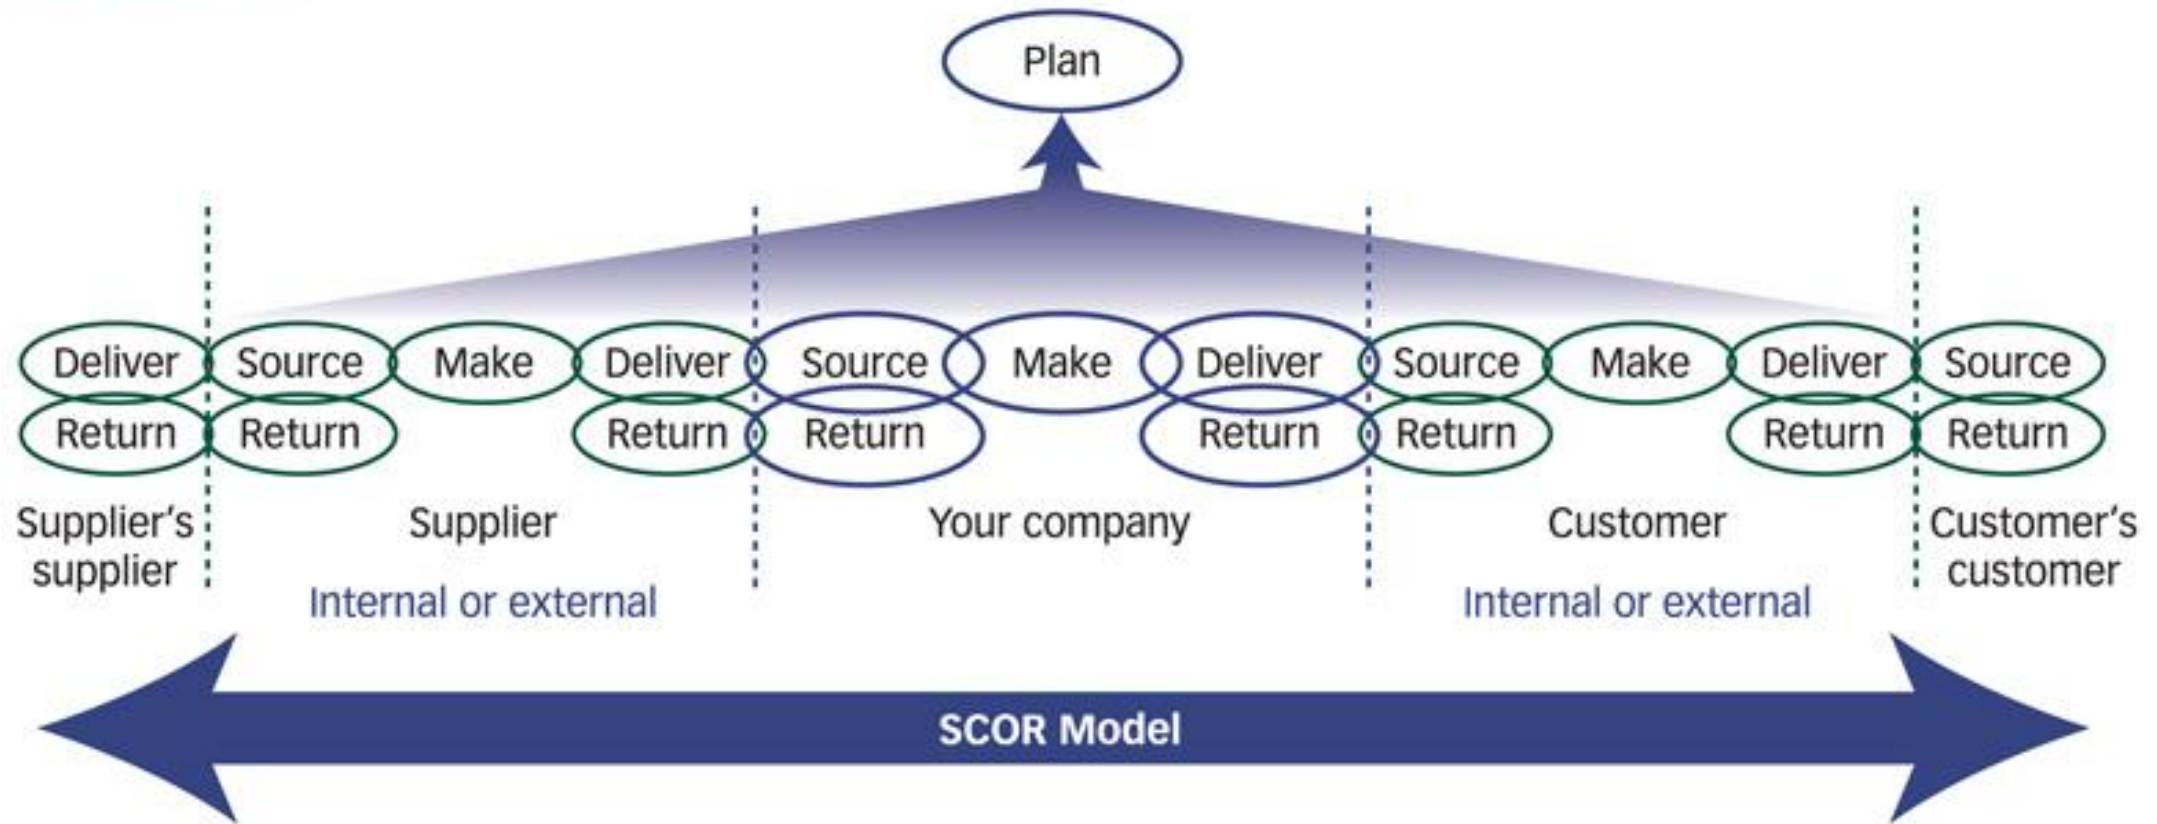 Plan
Deliver Source Make Deliver Source Make Deliver Source Make Deliver Source
Return Return Return Return Return Return Return Return
Supplier's
supplier
Supplier
Your company
Customer
Customer's
customer
Internal or external
Internal or external
SCOR Model